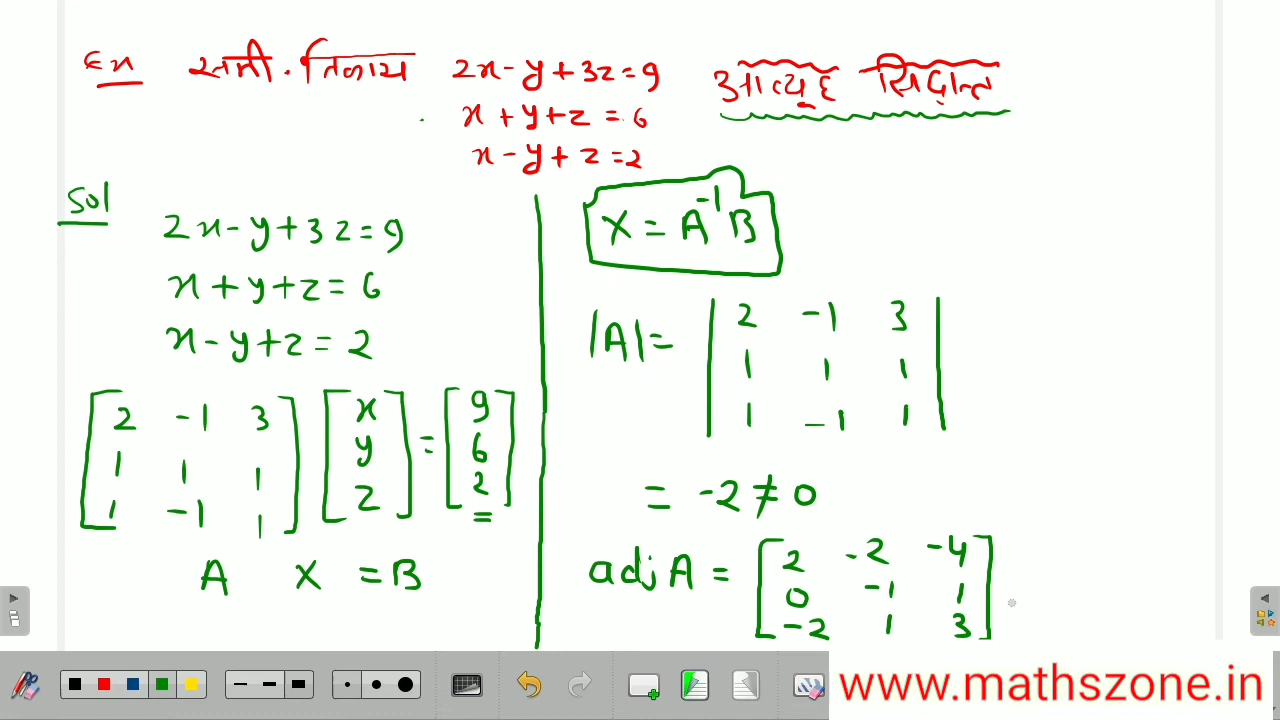 Ex समी. निकाय 2x-y+3z=9 आव्यूह सिद्धान्त
x+y+z=6
x-y+z=2
Sol
2x-y+3z=9
x+y+z=6
x-y+z=2
[2 -1 3] [x] = [9]
[1 1 1] [y] [6]
[1 -1 1] [z] [2]
A X = B
X = A⁻¹B
|A| = |2 -1 3|
|1 1 1|
|1 -1 1|
= -2 ≠ 0
adj A = [2 -2 -4]
[0 -1 1]
[-2 1 3]
www.mathszone.in